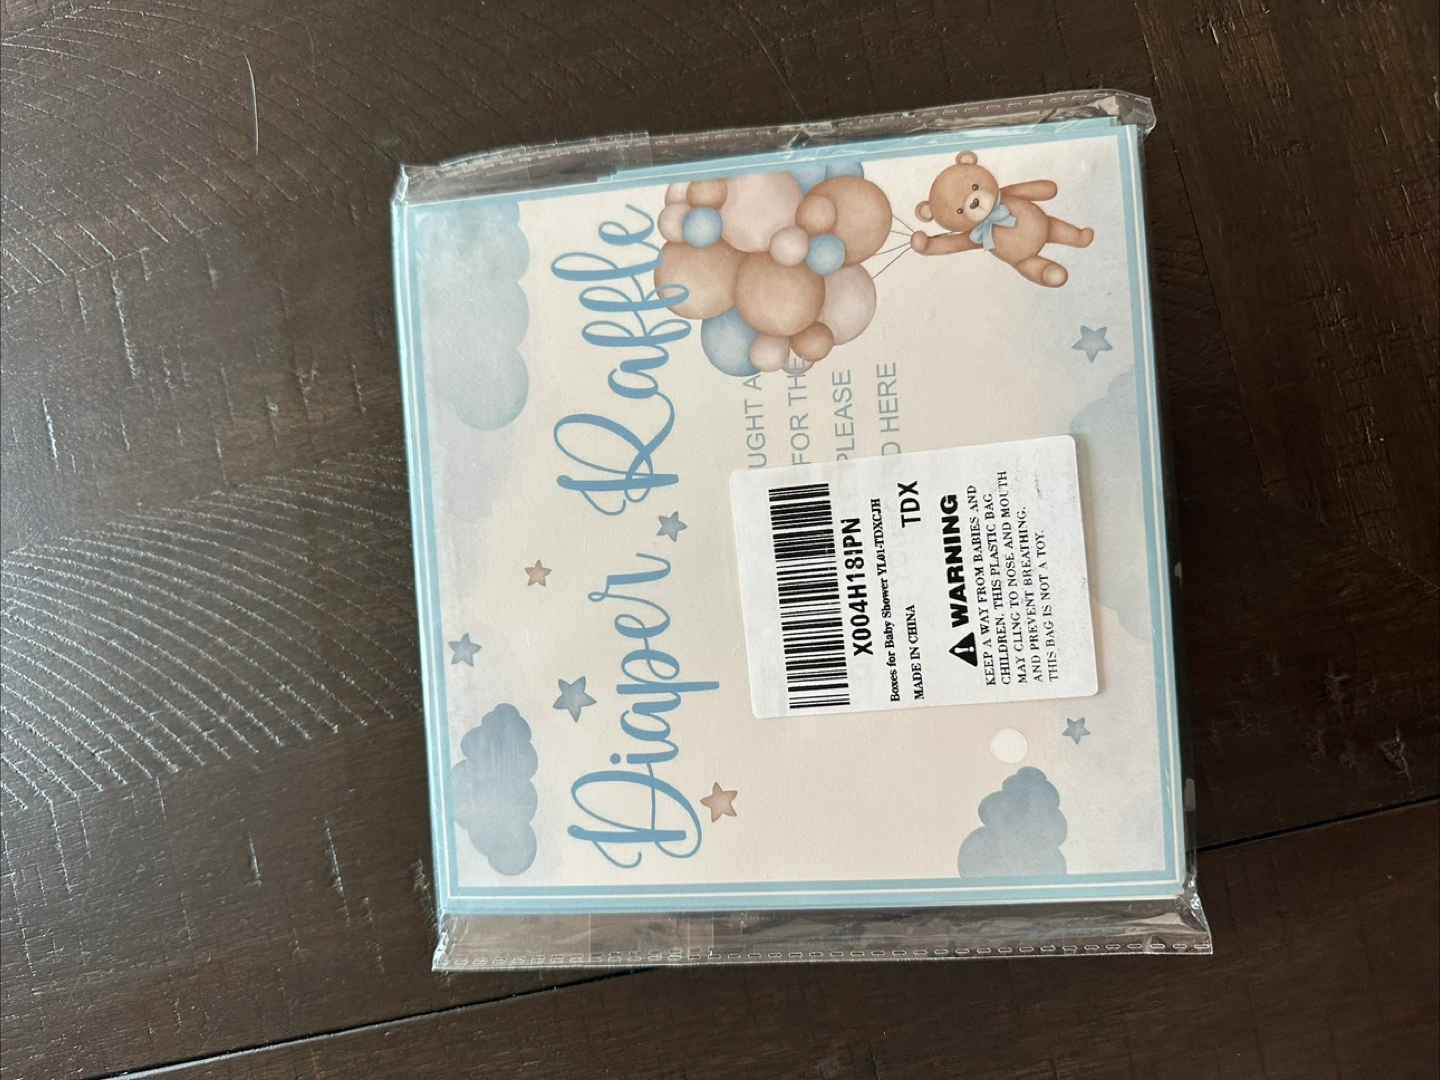 Diaper Raffle
UGHT A
FOR THE
PLEASE
D HERE
X004H18IPN
Boxes for Baby Shower YL01-TDXCJH
MADE IN CHINA TDX
WARNING
KEEP A WAY FROM BABIES AND
CHILDREN. THIS PLASTIC BAG
MAY CLING TO NOSE AND MOUTH
AND PREVENT BREATHING.
THIS BAG IS NOT A TOY.